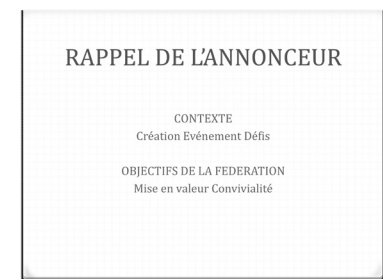 RAPPEL DE L'ANNONCEUR
CONTEXTE
Création Evénement Défis
OBJECTIFS DE LA FEDERATION
Mise en valeur Convivialité